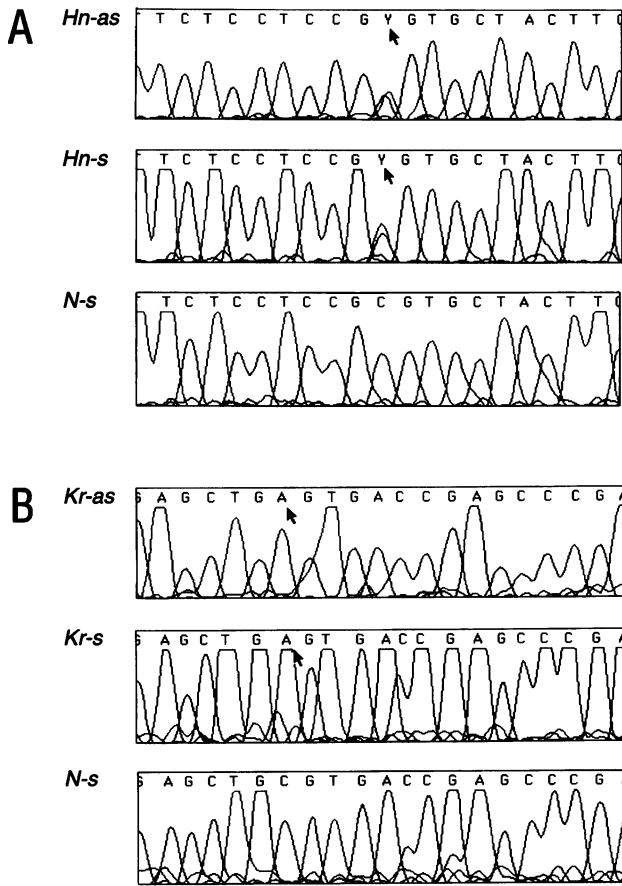 A
Hn-as
T C T C C T C C G Y G T G C T A C T T C
Hn-s
T C T C C T C C G Y G T G C T A C T T C
N-s
T C T C C T C C G C G T G C T A C T T C
B
Kr-as
G A G C T G A G T G A C C G A G C C C G A
Kr-s
G A G C T G A G T G A C C G A G C C C G A
N-s
G A G C T G C G T G A C C G A G C C C G